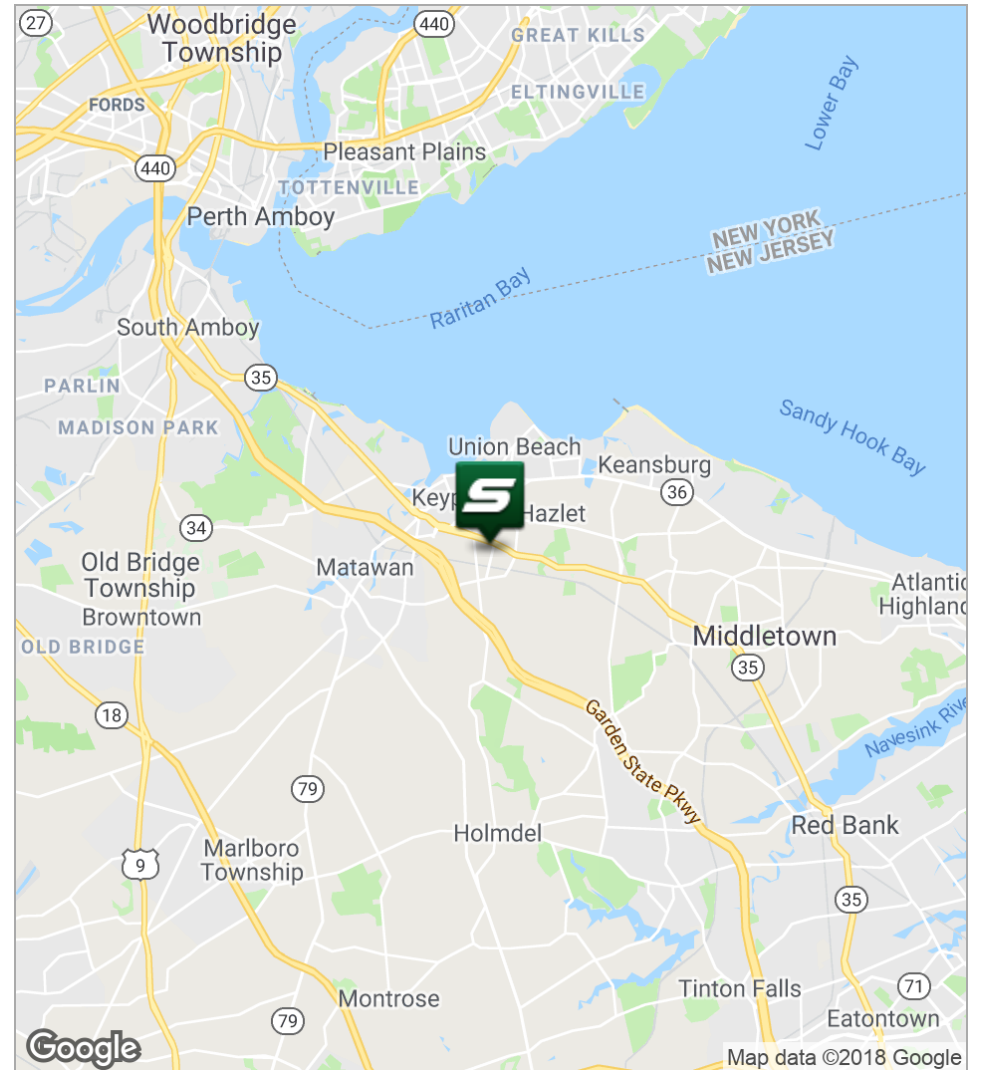 27
Woodbridge
Township
440
GREAT KILLS
FORDS
ELTINGVILLE
Lower Bay
440
Pleasant Plains
TOTTENVILLE
Perth Amboy
NEW YORK
NEW JERSEY
Raritan Bay
South Amboy
35
PARLIN
MADISON PARK
Sandy Hook Bay
Union Beach
Keansburg
36
Keyp
S
Hazlet
34
Old Bridge
Township
Matawan
Browntown
Atlantic
Highland
OLD BRIDGE
Middletown
35
18
Garden State Pkwy
Navesink Rive
79
Holmdel
Red Bank
Marlboro
Township
9
35
Tinton Falls
71
Montrose
79
Eatontown
Google
Map data ©2018 Google